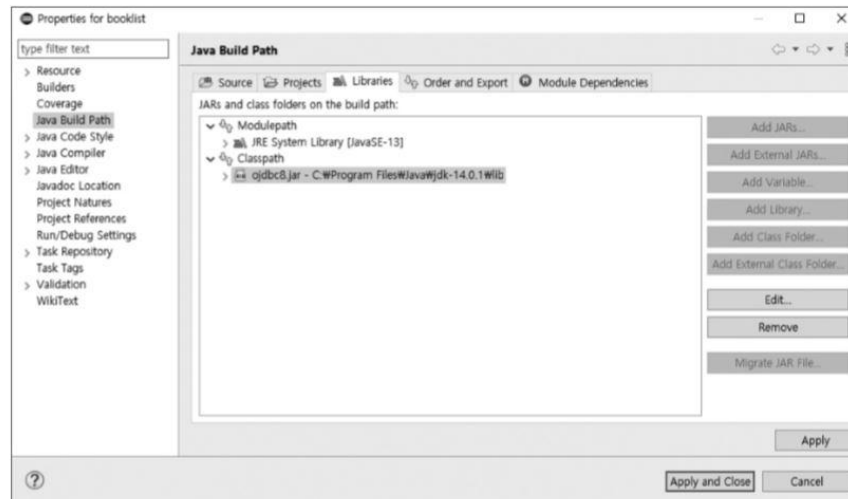 Properties for booklist
type filter text
Resource
Builders
Coverage
Java Build Path
Java Code Style
Java Compiler
Java Editor
Javadoc Location
Project Natures
Project References
Run/Debug Settings
Task Repository
Task Tags
Validation
WikiText
Java Build Path
Source Projects Libraries Order and Export Module Dependencies
JARs and class folders on the build path:
Modulepath
JRE System Library [JavaSE-13]
Classpath
ojdbc8.jar - C:₩Program Files₩Java₩jdk-14.0.1₩lib
Add JARs...
Add External JARs...
Add Variable...
Add Library...
Add Class Folder...
Add External Class Folder...
Edit...
Remove
Migrate JAR File...
Apply
Apply and Close Cancel